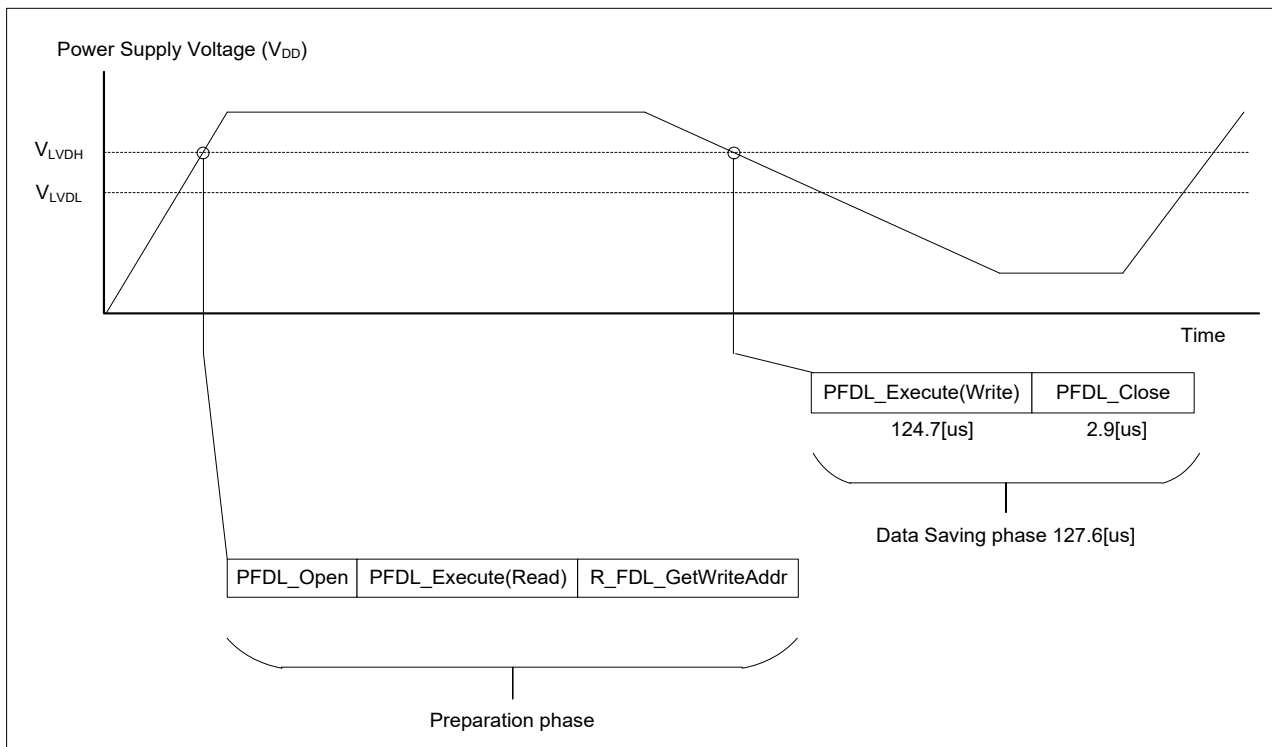 Power Supply Voltage (VDD)
VLVDH
VLVDL
Time
PFDL_Execute(Write) PFDL_Close
124.7[us] 2.9[us]
Data Saving phase 127.6[us]
PFDL_Open PFDL_Execute(Read) R_FDL_GetWriteAddr
Preparation phase